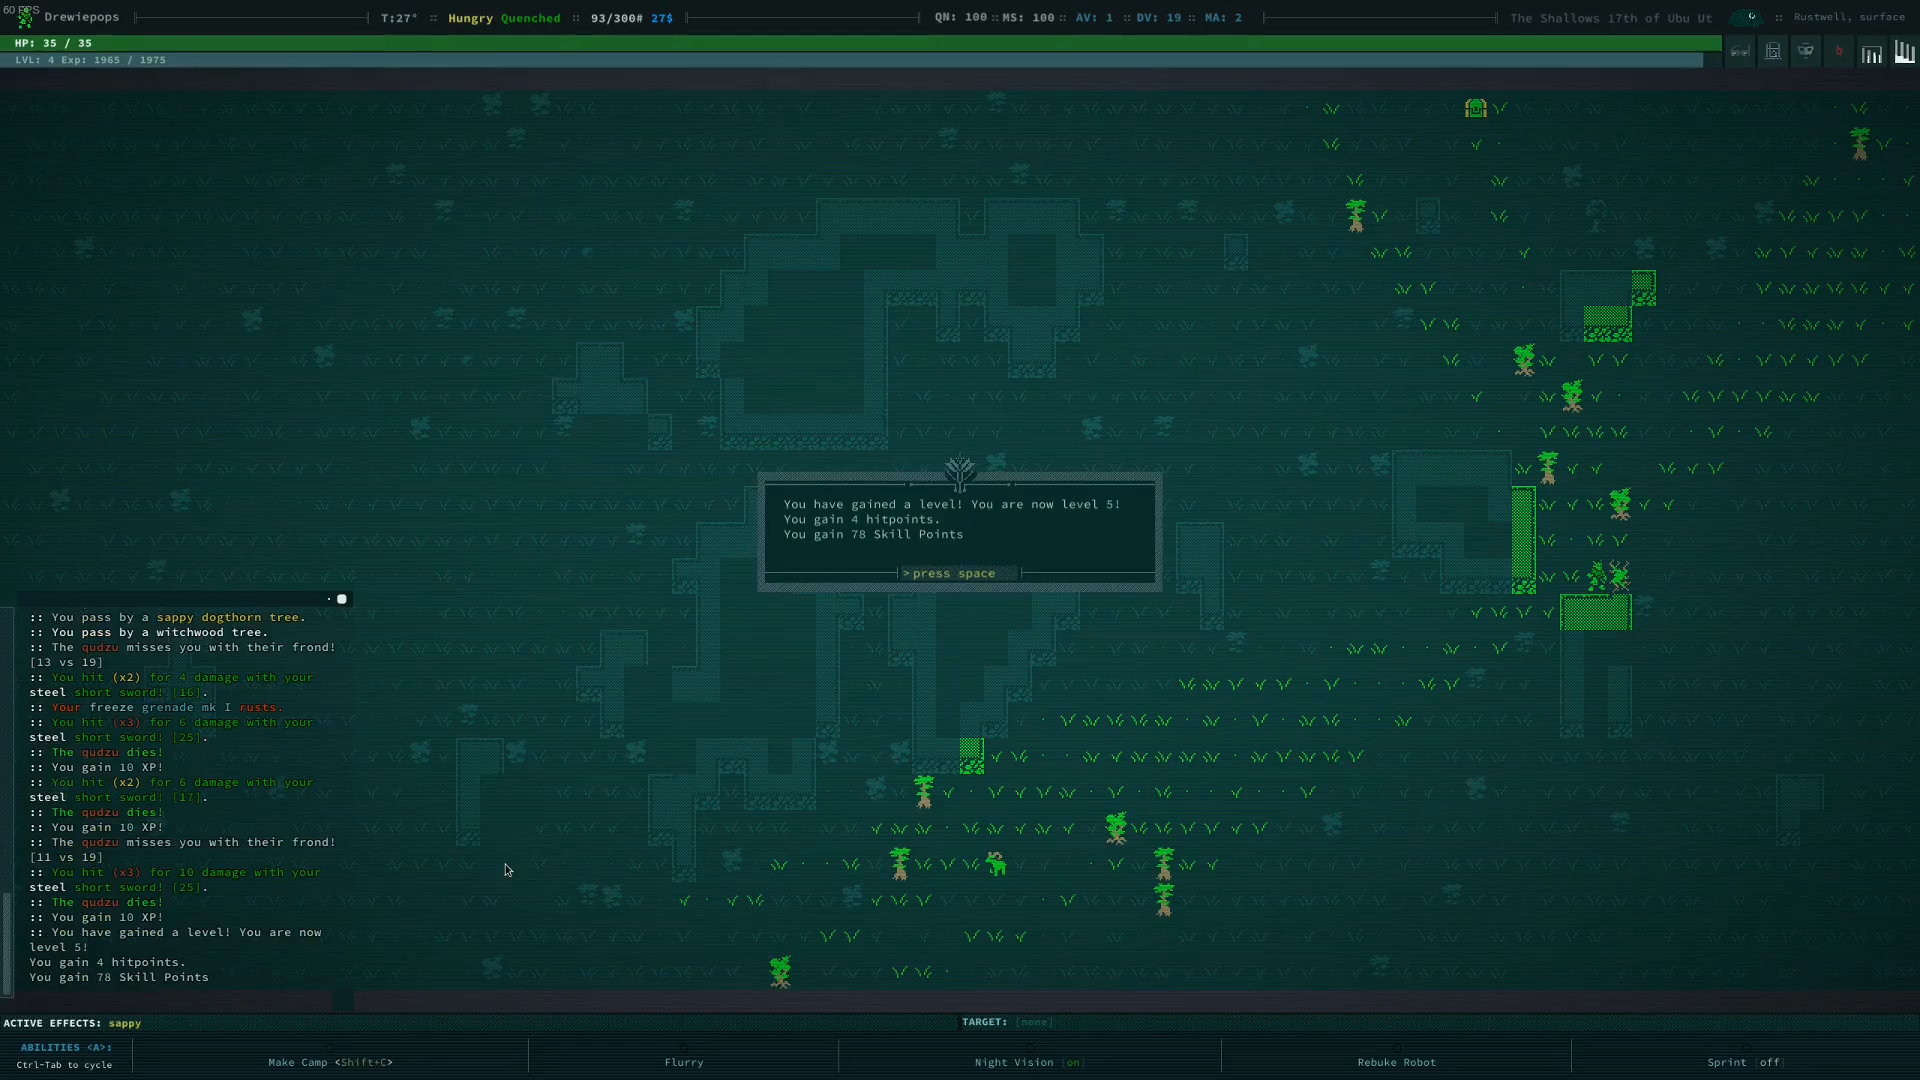 60 FPS
Drewiepops
T:27° :: Hungry Quenched :: 93/300# 27$
QN: 100 :: MS: 100 :: AV: 1 :: DV: 19 :: MA: 2
The Shallows 17th of Ubu Ut
:: Rustwell, surface
HP: 35 / 35
LVL: 4 Exp: 1965 / 1975
You have gained a level! You are now level 5!
You gain 4 hitpoints.
You gain 78 Skill Points
>press space
:: You pass by a sappy dogthorn tree.
:: You pass by a witchwood tree.
:: The qudzu misses you with their frond!
[13 vs 19]
:: You hit (x2) for 4 damage with your
steel short sword! [16].
:: Your freeze grenade mk I rusts.
:: You hit (x3) for 6 damage with your
steel short sword! [25].
:: The qudzu dies!
:: You gain 10 XP!
:: You hit (x2) for 6 damage with your
steel short sword! [17].
:: The qudzu dies!
:: You gain 10 XP!
:: The qudzu misses you with their frond!
[11 vs 19]
:: You hit (x3) for 10 damage with your
steel short sword! [25].
:: The qudzu dies!
:: You gain 10 XP!
:: You have gained a level! You are now
level 5!
You gain 4 hitpoints.
You gain 78 Skill Points
ACTIVE EFFECTS: sappy
TARGET: [none]
ABILITIES <A>:
Ctrl-Tab to cycle
Make Camp <Shift+C>
Flurry
Night Vision [on]
Rebuke Robot
Sprint [off]